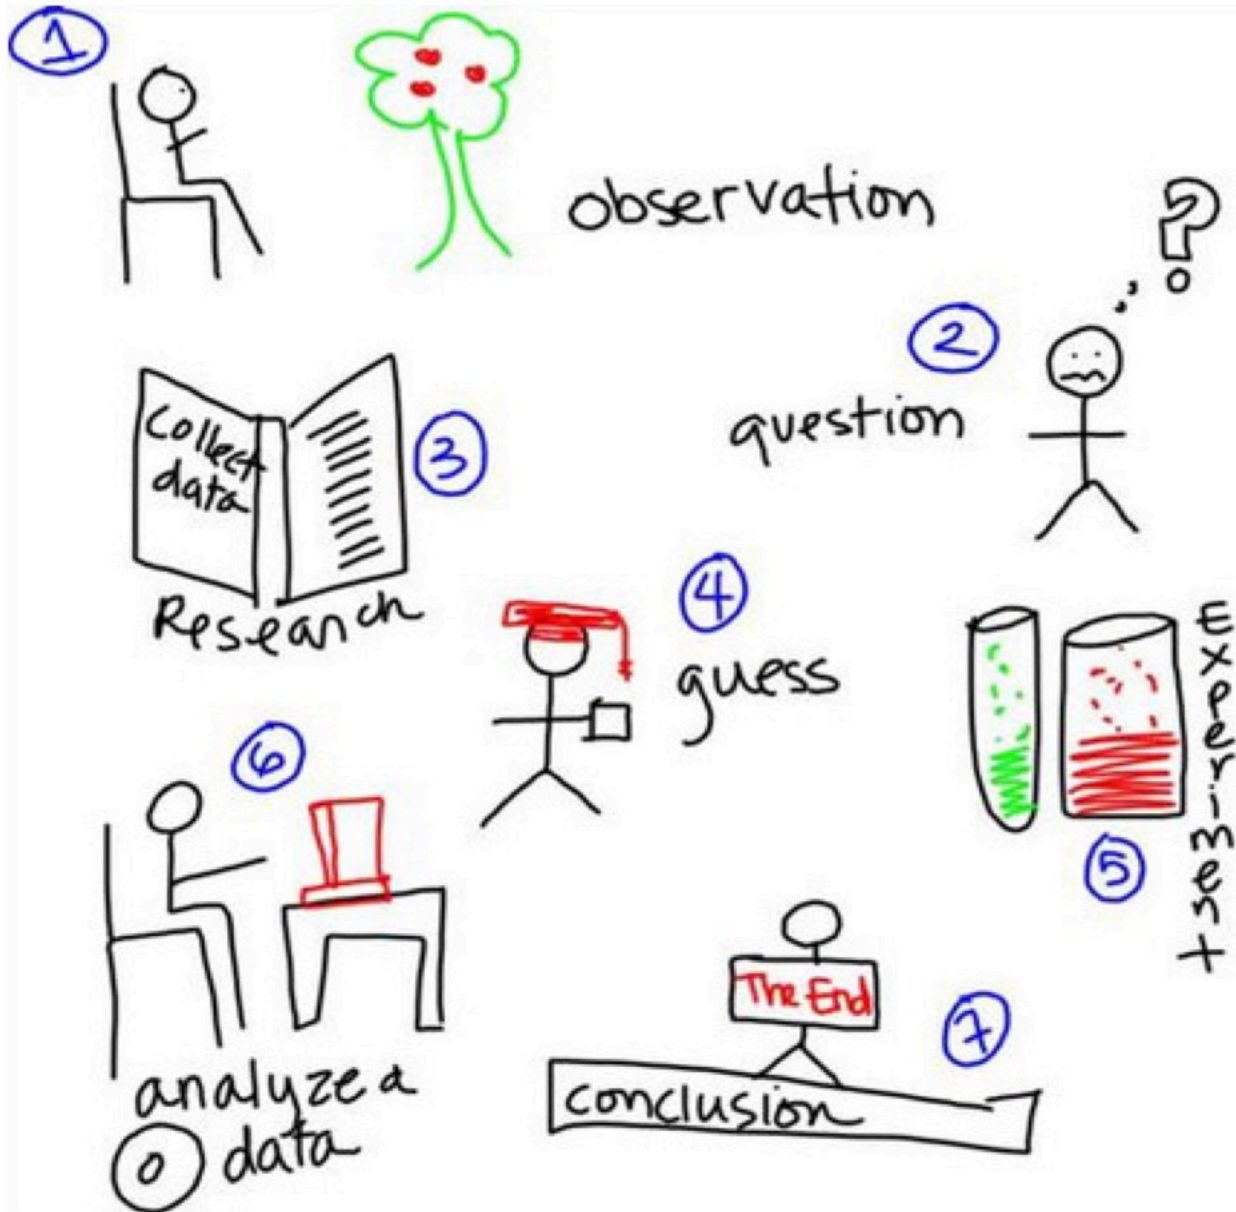 1
observation
?
2
question
Collect
data
3
Research
4
guess
Experiment
5
6
analyze a
data
The End
7
conclusion